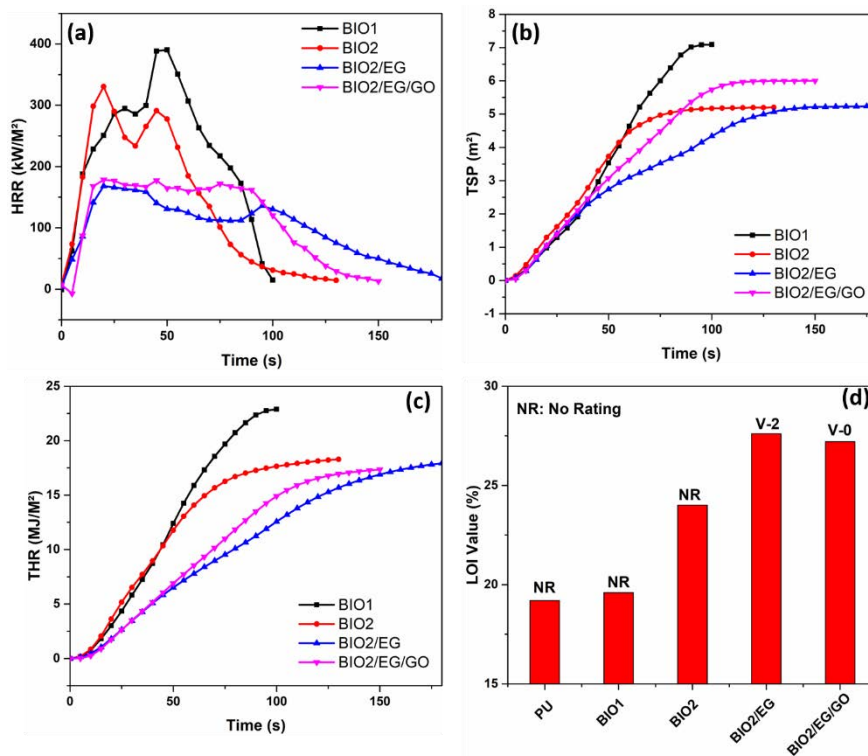 (a)
BIO1
BIO2
BIO2/EG
BIO2/EG/GO
HRR (kW/M²)
400
300
200
100
0
0 50 100 150
Time (s)
(b)
TSP (m²)
8
7
6
5
4
3
2
1
0
-1
BIO1
BIO2
BIO2/EG
BIO2/EG/GO
0 50 100 150
Time (s)
(c)
THR (MJ/M²)
25
20
15
10
5
0
BIO1
BIO2
BIO2/EG
BIO2/EG/GO
0 50 100 150
Time (s)
(d)
NR: No Rating
LOI Value (%)
30
25
20
15
NR
NR
NR
V-2
V-0
PU
BIO1
BIO2
BIO2/EG
BIO2/EG/GO